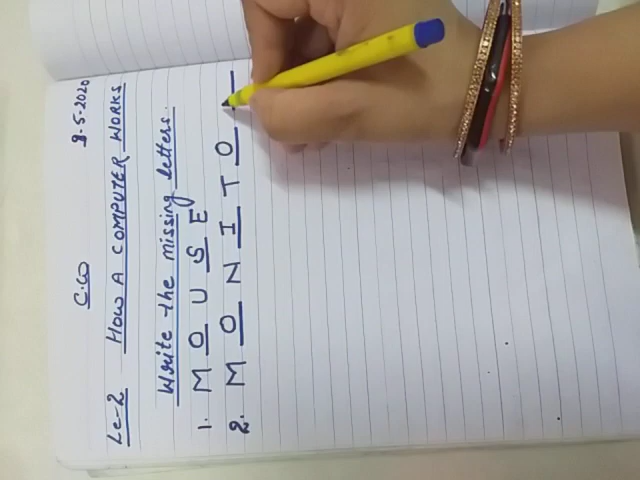 C.W 9.5.2020
Le-2 HOW A COMPUTER WORKS
Write the missing letters.
1. M O U S E
2. M O N I T O _